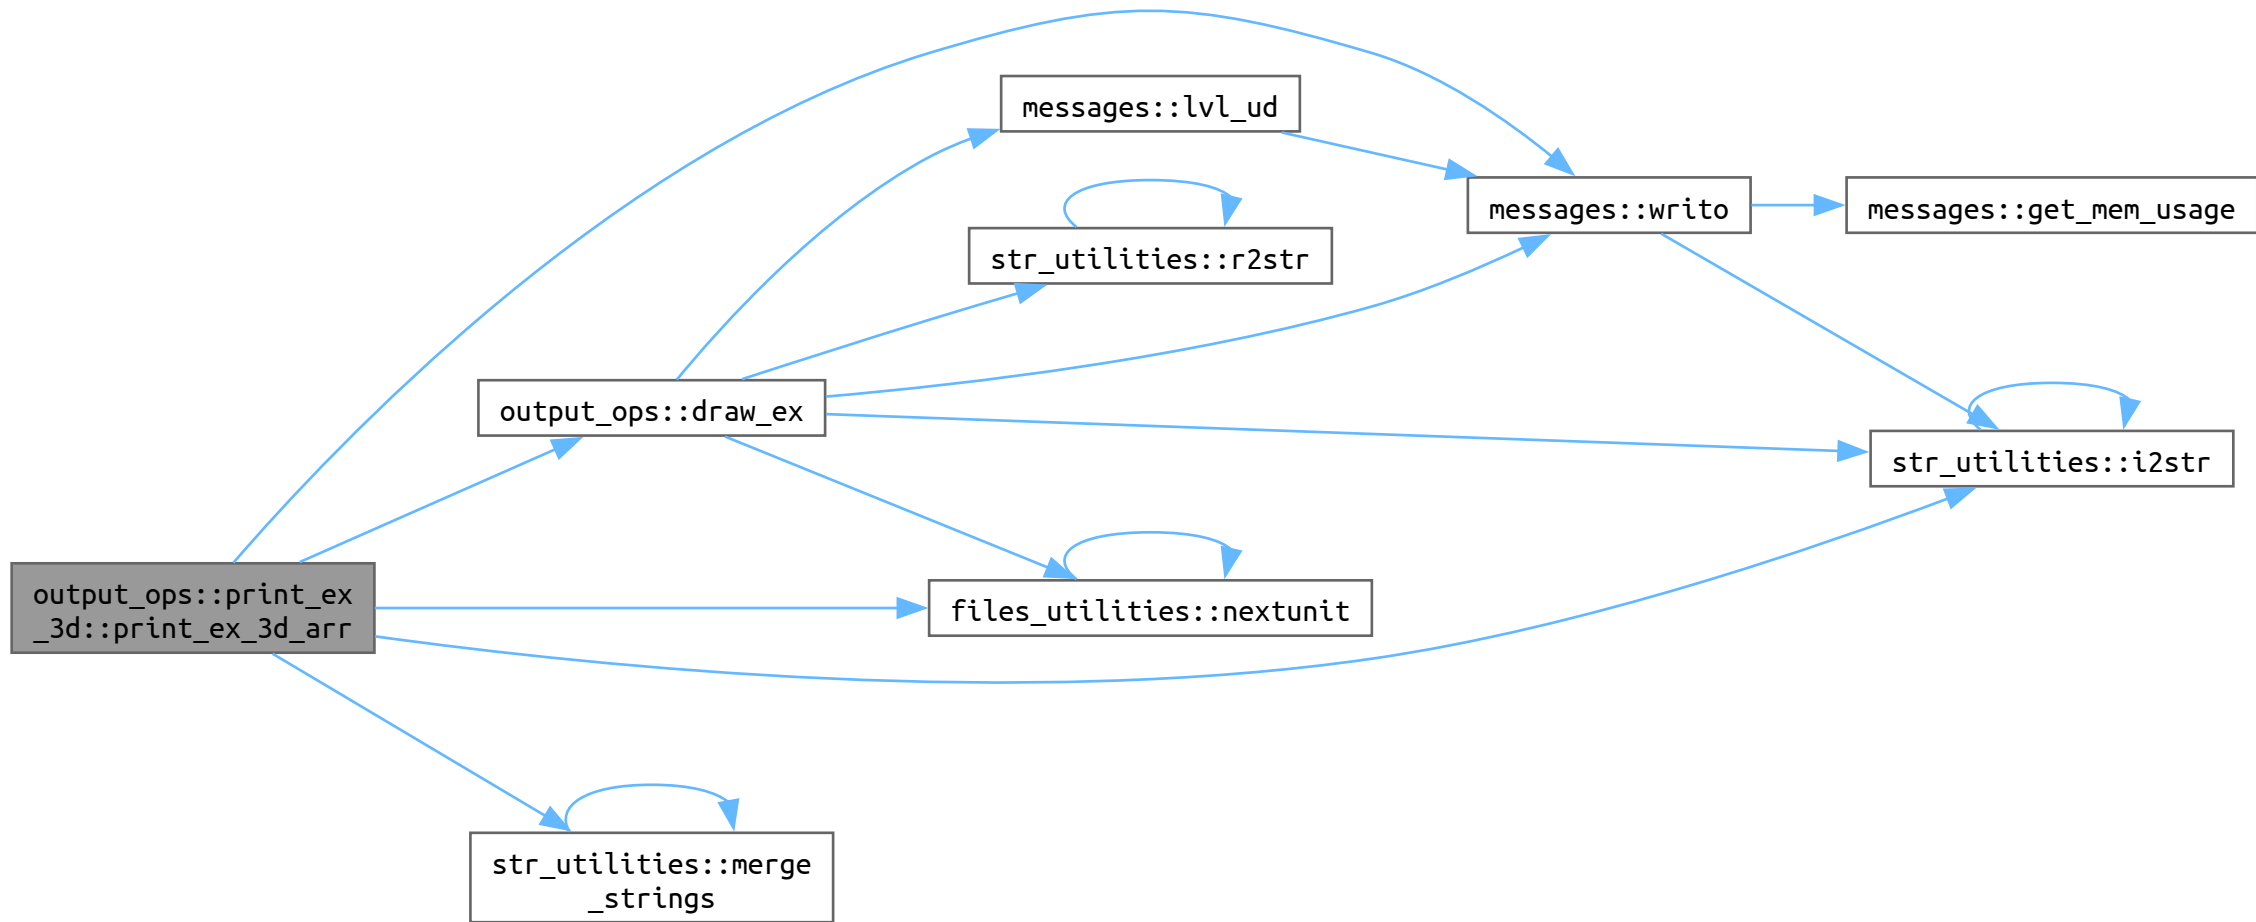 messages::lvl_ud
messages::writo
messages::get_mem_usage
str_utilities::r2str
output_ops::draw_ex
str_utilities::i2str
output_ops::print_ex
_3d::print_ex_3d_arr
files_utilities::nextunit
str_utilities::merge
_strings